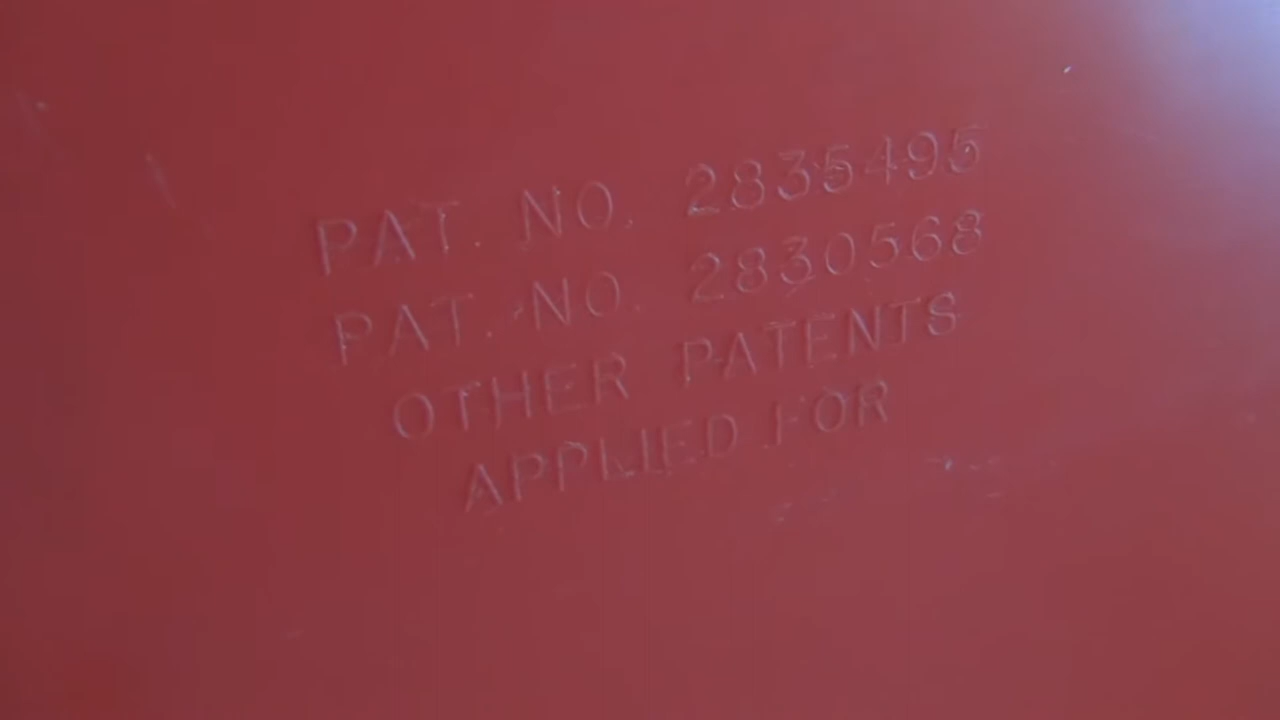 PAT. NO. 2835495
PAT. NO. 2830568
OTHER PATENTS
APPLIED FOR